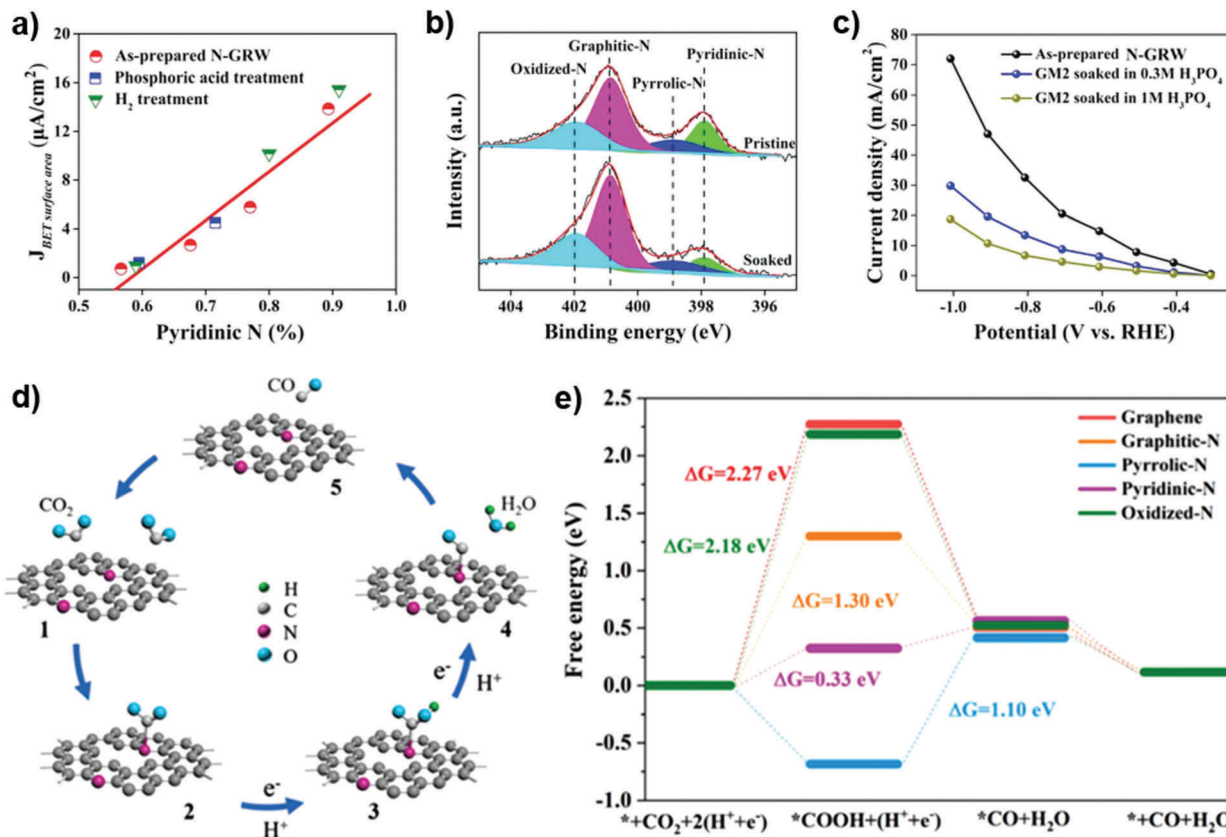 a)
20
16
12
8
4
0
J_BET surface area (μA/cm²)
As-prepared N-GRW
Phosphoric acid treatment
H₂ treatment
0.5 0.6 0.7 0.8 0.9 1.0
Pyridinic N (%)
b)
Intensity (a.u.)
Graphitic-N
Oxidized-N
Pyridinic-N
Pyrrolic-N
Pristine
Soaked
404 402 400 398 396
Binding energy (eV)
c)
80
70
60
50
40
30
20
10
0
Current density (mA/cm²)
As-prepared N-GRW
GM2 soaked in 0.3M H₃PO₄
GM2 soaked in 1M H₃PO₄
-1.0 -0.8 -0.6 -0.4
Potential (V vs. RHE)
d)
CO
5
CO₂
H₂O
H
C
N
O
1
4
e⁻
H⁺
2
e⁻
H⁺
3
e)
2.5
2.0
1.5
1.0
0.5
0.0
-0.5
-1.0
Free energy (eV)
Graphene
Graphitic-N
Pyrrolic-N
Pyridinic-N
Oxidized-N
ΔG=2.27 eV
ΔG=2.18 eV
ΔG=1.30 eV
ΔG=0.33 eV
ΔG=1.10 eV
*+CO₂+2(H⁺+e⁻) *COOH+(H⁺+e⁻) *CO+H₂O *+CO+H₂O